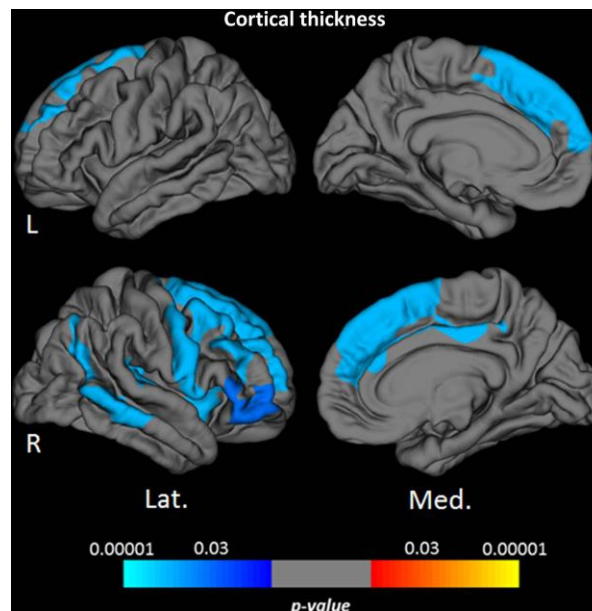 Cortical thickness
L
R
Lat. Med.
0.00001 0.03 0.03 0.00001
p-value